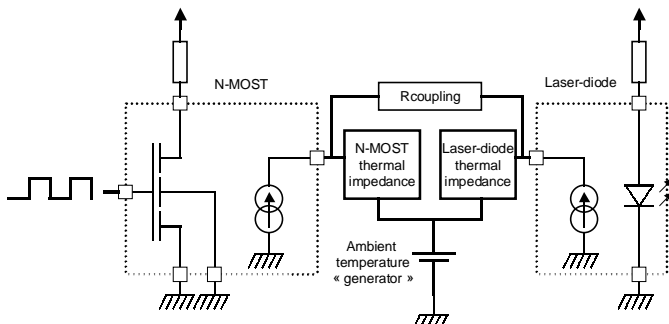 N-MOST
Laser-diode
Rcoupling
N-MOST
thermal
impedance
Laser-diode
thermal
impedance
Ambient
temperature
« generator »